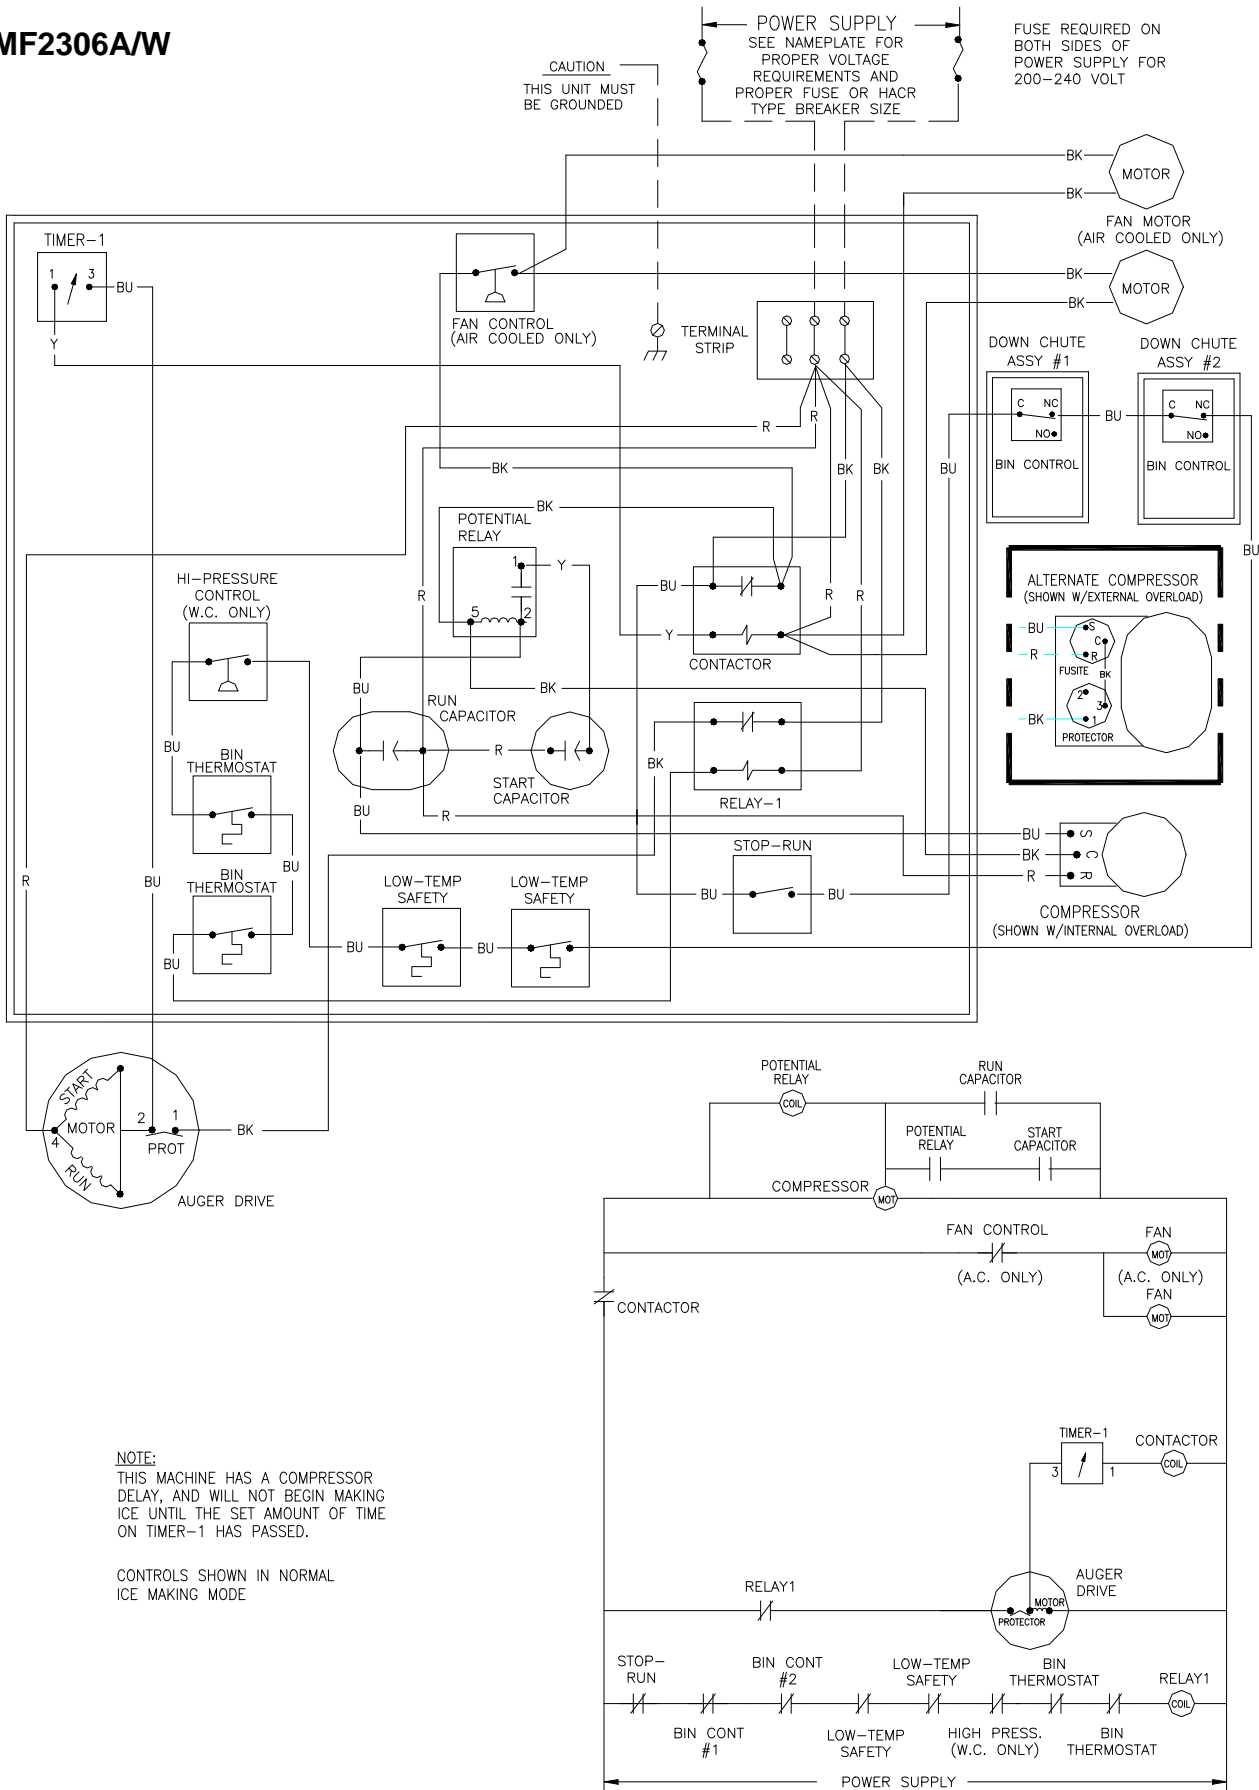 MF2306A/W
POWER SUPPLY
SEE NAMEPLATE FOR
PROPER VOLTAGE
REQUIREMENTS AND
PROPER FUSE OR HACR
TYPE BREAKER SIZE
FUSE REQUIRED ON
BOTH SIDES OF
POWER SUPPLY FOR
200-240 VOLT
CAUTION
THIS UNIT MUST
BE GROUNDED
BK
MOTOR
BK
FAN MOTOR
(AIR COOLED ONLY)
BK
MOTOR
BK
TIMER-1
1 3
BU
Y
FAN CONTROL
(AIR COOLED ONLY)
TERMINAL
STRIP
DOWN CHUTE
ASSY #1
C NC
NO
BIN CONTROL
BU
DOWN CHUTE
ASSY #2
C NC
NO
BIN CONTROL
R
R
BK
BK
BK
BU
BK
POTENTIAL
RELAY
1
Y
5
2
R
BU
Y
CONTACTOR
R
R
BU
ALTERNATE COMPRESSOR
(SHOWN W/EXTERNAL OVERLOAD)
BU
S
C
R
R
FUSITE
BK
2
3
BK
1
PROTECTOR
HI-PRESSURE
CONTROL
(W.C. ONLY)
BU
BK
RUN
CAPACITOR
R
START
CAPACITOR
BK
RELAY-1
BU
BIN
THERMOSTAT
BU
R
BU
BU
S
BK
C
R
R
COMPRESSOR
(SHOWN W/INTERNAL OVERLOAD)
STOP-RUN
BU
BU
R
BU
BIN
THERMOSTAT
BU
LOW-TEMP
SAFETY
LOW-TEMP
SAFETY
BU
BU
START
MOTOR
4
RUN
2 1
PROT
BK
AUGER DRIVE
POTENTIAL
RELAY
COIL
RUN
CAPACITOR
POTENTIAL
RELAY
START
CAPACITOR
COMPRESSOR
MOT
FAN CONTROL
(A.C. ONLY)
FAN
MOT
(A.C. ONLY)
FAN
MOT
CONTACTOR
TIMER-1
3
1
CONTACTOR
COIL
NOTE:
THIS MACHINE HAS A COMPRESSOR
DELAY, AND WILL NOT BEGIN MAKING
ICE UNTIL THE SET AMOUNT OF TIME
ON TIMER-1 HAS PASSED.
CONTROLS SHOWN IN NORMAL
ICE MAKING MODE
RELAY1
AUGER
DRIVE
MOTOR
PROTECTOR
STOP-
RUN
BIN CONT
#2
LOW-TEMP
SAFETY
BIN
THERMOSTAT
RELAY1
COIL
BIN CONT
#1
LOW-TEMP
SAFETY
HIGH PRESS.
(W.C. ONLY)
BIN
THERMOSTAT
POWER SUPPLY